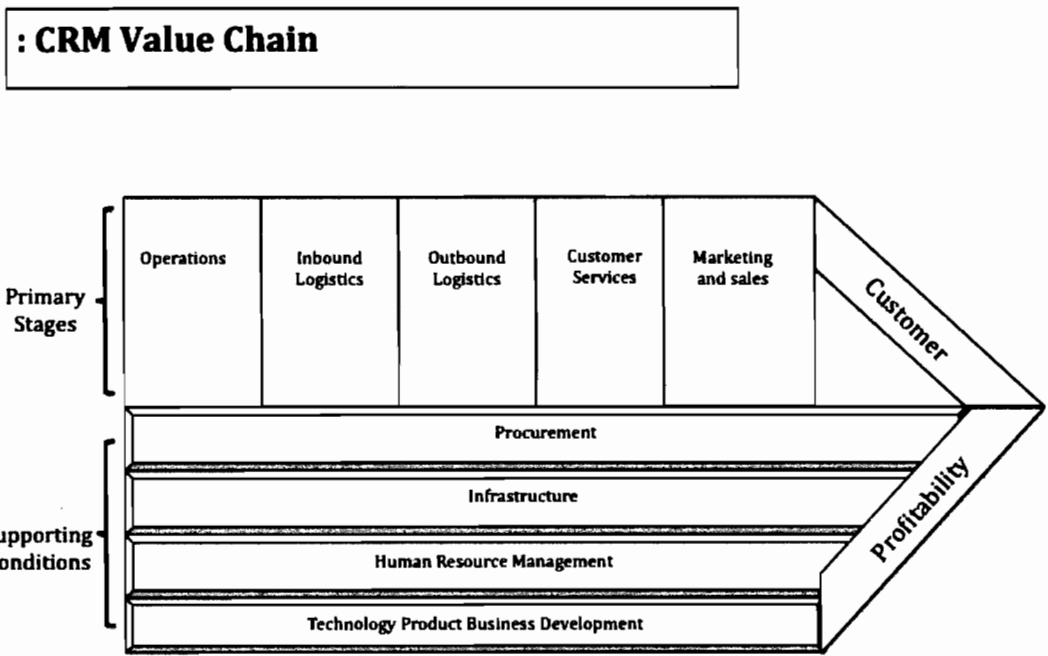 : CRM Value Chain
Primary
Stages
Operations
Inbound
Logistics
Outbound
Logistics
Customer
Services
Marketing
and sales
Customer
upporting
onditions
Procurement
Infrastructure
Human Resource Management
Technology Product Business Development
Profitability